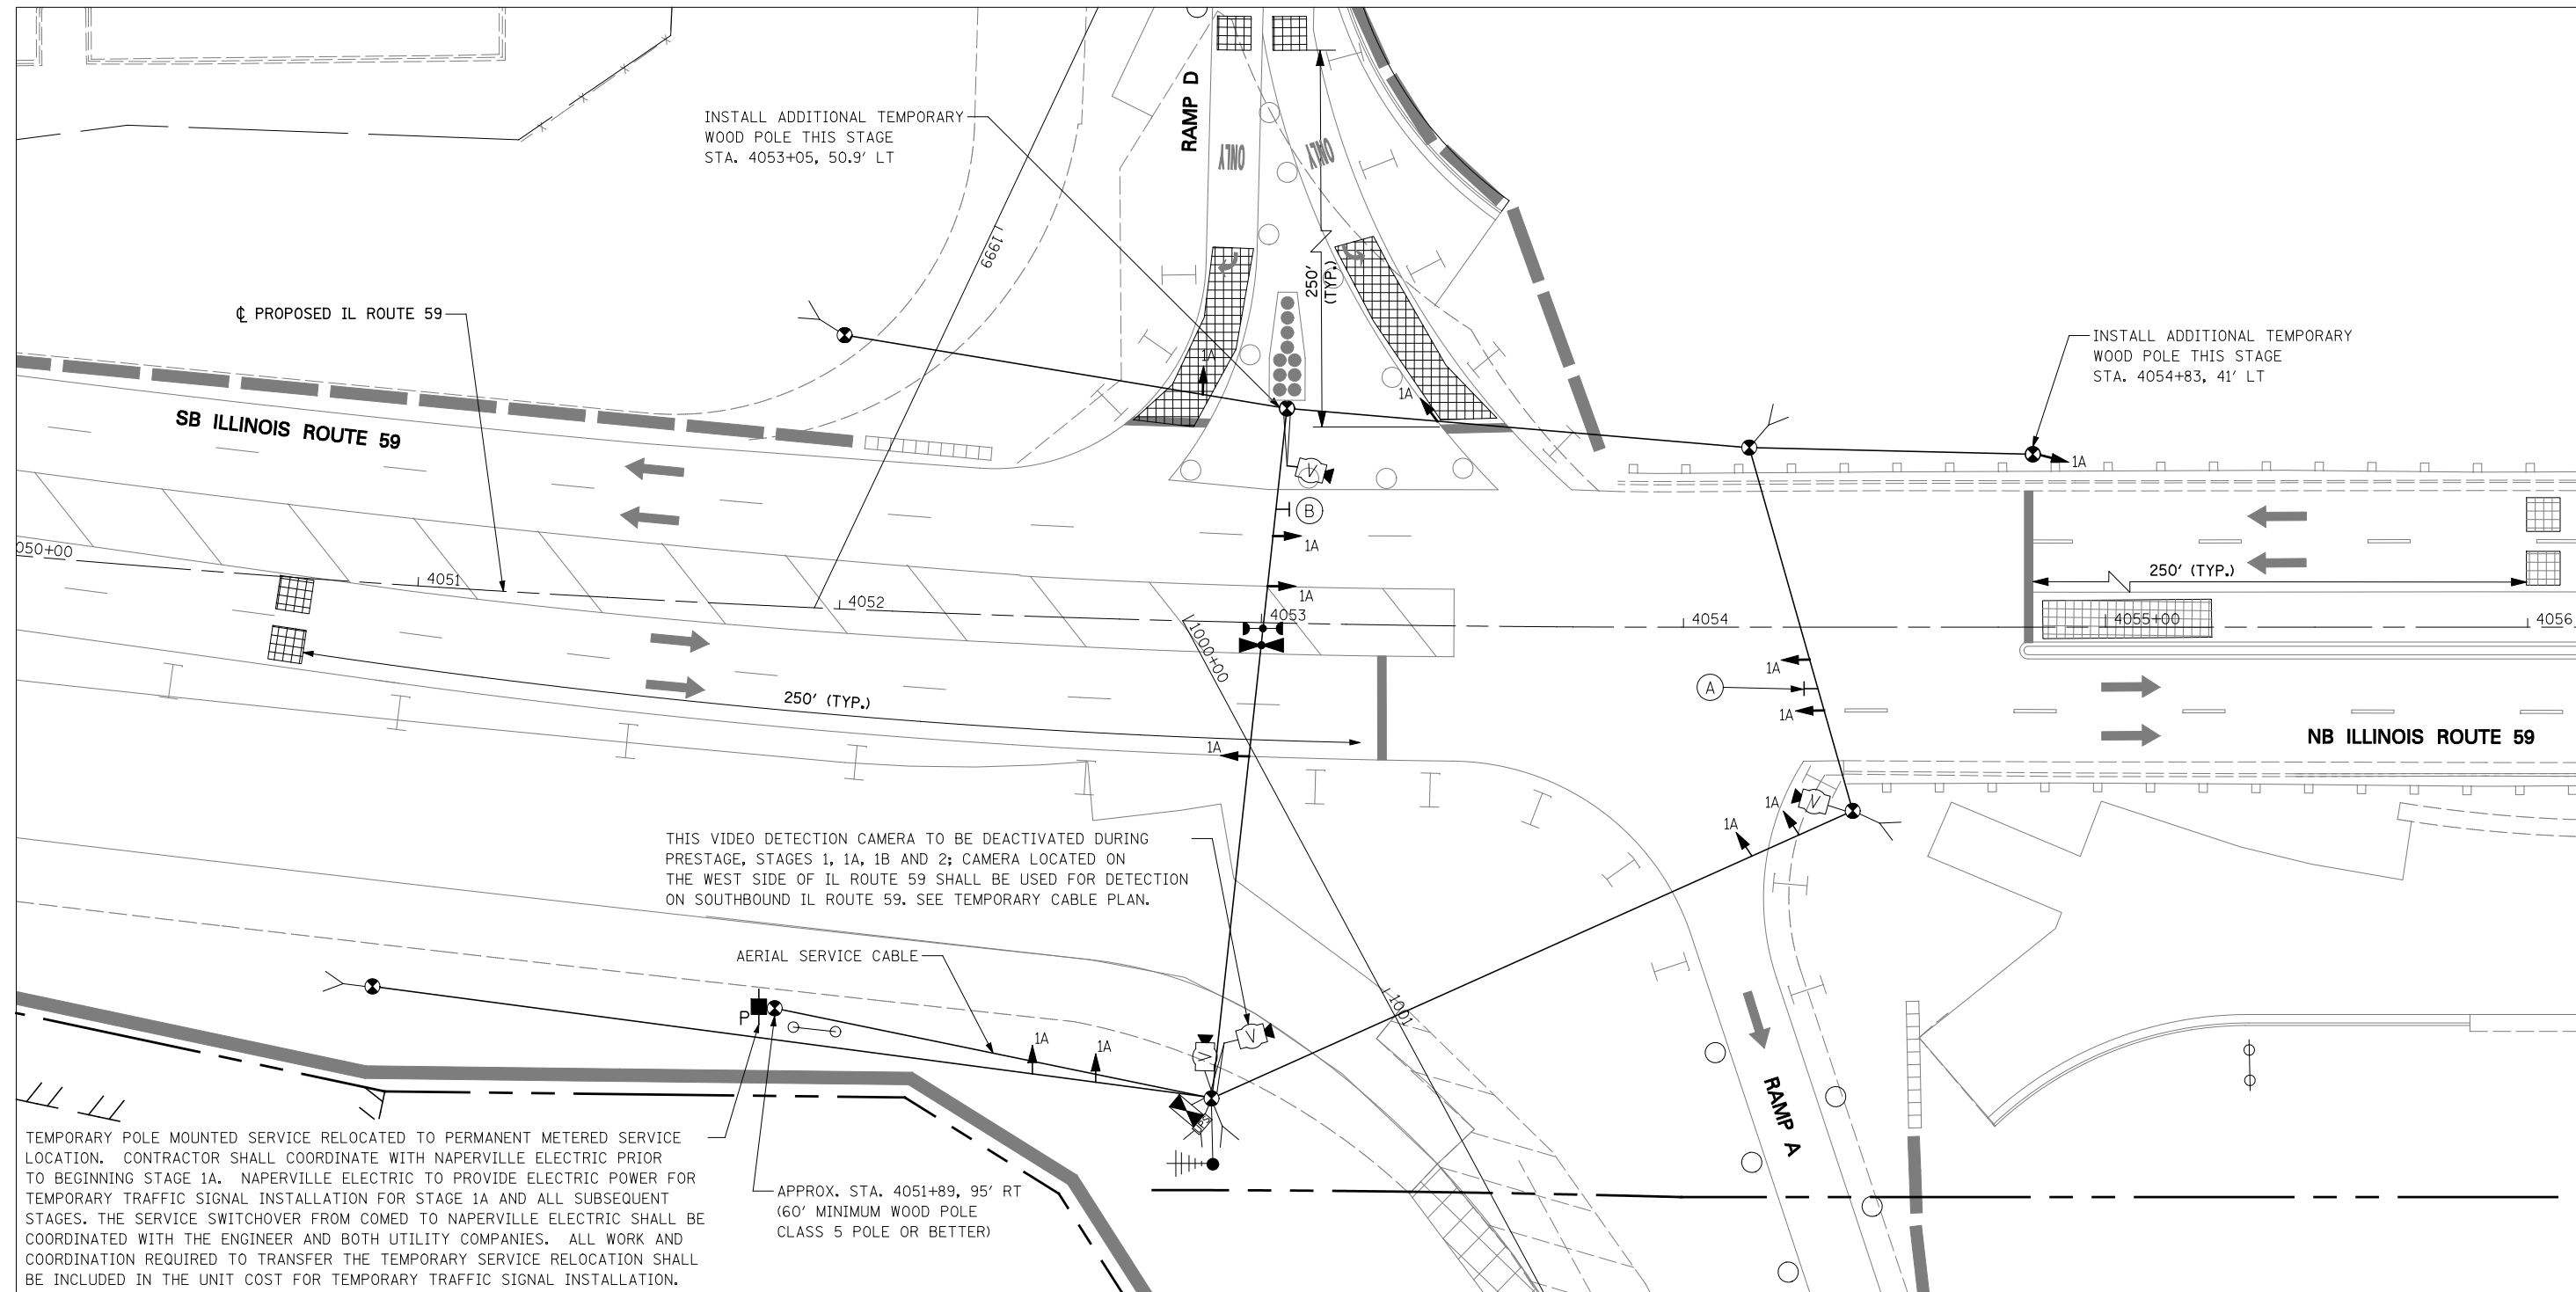 INSTALL ADDITIONAL TEMPORARY
WOOD POLE THIS STAGE
STA. 4053+05, 50.9' LT
RAMP D
ONLY
ONLY
1999
250'
(TYP.)
℄ PROPOSED IL ROUTE 59
INSTALL ADDITIONAL TEMPORARY
WOOD POLE THIS STAGE
STA. 4054+83, 41' LT
SB ILLINOIS ROUTE 59
1A
1A
1A
V
B
1A
1A
050+00
4051
4052
4053
4054
4055+00
4056
250' (TYP.)
1000+00
1A
A
1A
250' (TYP.)
1A
NB ILLINOIS ROUTE 59
V
1A
1A
THIS VIDEO DETECTION CAMERA TO BE DEACTIVATED DURING
PRESTAGE, STAGES 1, 1A, 1B AND 2; CAMERA LOCATED ON
THE WEST SIDE OF IL ROUTE 59 SHALL BE USED FOR DETECTION
ON SOUTHBOUND IL ROUTE 59. SEE TEMPORARY CABLE PLAN.
AERIAL SERVICE CABLE
1001
P
1A
1A
V
V
RAMP A
TEMPORARY POLE MOUNTED SERVICE RELOCATED TO PERMANENT METERED SERVICE
LOCATION. CONTRACTOR SHALL COORDINATE WITH NAPERVILLE ELECTRIC PRIOR
TO BEGINNING STAGE 1A. NAPERVILLE ELECTRIC TO PROVIDE ELECTRIC POWER FOR
TEMPORARY TRAFFIC SIGNAL INSTALLATION FOR STAGE 1A AND ALL SUBSEQUENT
STAGES. THE SERVICE SWITCHOVER FROM COMED TO NAPERVILLE ELECTRIC SHALL BE
COORDINATED WITH THE ENGINEER AND BOTH UTILITY COMPANIES. ALL WORK AND
COORDINATION REQUIRED TO TRANSFER THE TEMPORARY SERVICE RELOCATION SHALL
BE INCLUDED IN THE UNIT COST FOR TEMPORARY TRAFFIC SIGNAL INSTALLATION.
APPROX. STA. 4051+89, 95' RT
(60' MINIMUM WOOD POLE
CLASS 5 POLE OR BETTER)